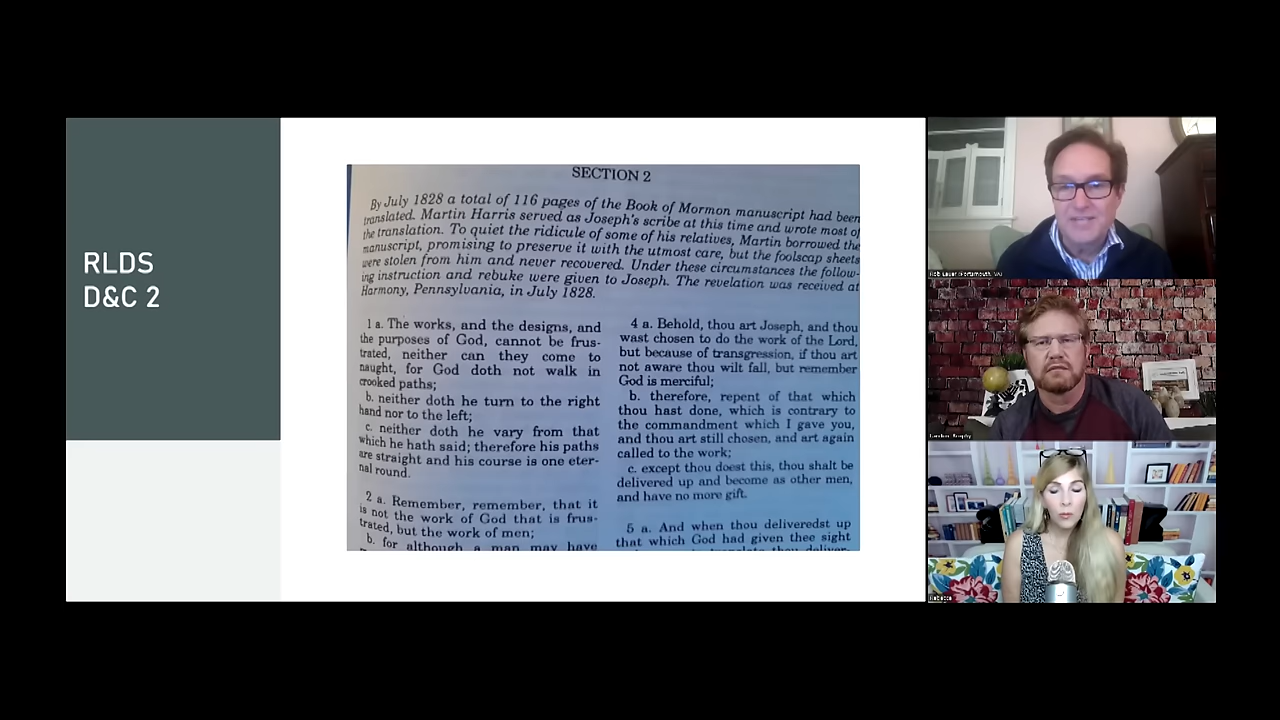 RLDS
D&C 2
SECTION 2
By July 1828 a total of 116 pages of the Book of Mormon manuscript had been
translated. Martin Harris served as Joseph's scribe at this time and wrote most of
the translation. To quiet the ridicule of some of his relatives, Martin borrowed the
manuscript, promising to preserve it with the utmost care, but the foolscap sheets
were stolen from him and never recovered. Under these circumstances the follow-
ing instruction and rebuke were given to Joseph. The revelation was received at
Harmony, Pennsylvania, in July 1828.
1 a. The works, and the designs, and
the purposes of God, cannot be frus-
trated, neither can they come to
naught, for God doth not walk in
crooked paths;
b. neither doth he turn to the right
hand nor to the left;
c. neither doth he vary from that
which he hath said; therefore his paths
are straight and his course is one eter-
nal round.
2 a. Remember, remember, that it
is not the work of God that is frus-
trated, but the work of men;
b. for although a man may have
4 a. Behold, thou art Joseph, and thou
wast chosen to do the work of the Lord,
but because of transgression, if thou art
not aware thou wilt fall, but remember
God is merciful;
b. therefore, repent of that which
thou hast done, which is contrary to
the commandment which I gave you,
and thou art still chosen, and art again
called to the work;
c. except thou doest this, thou shalt be
delivered up and become as other men,
and have no more gift.
5 a. And when thou deliveredst up
that which God had given thee sight
translate thou deliver-
Rebecca